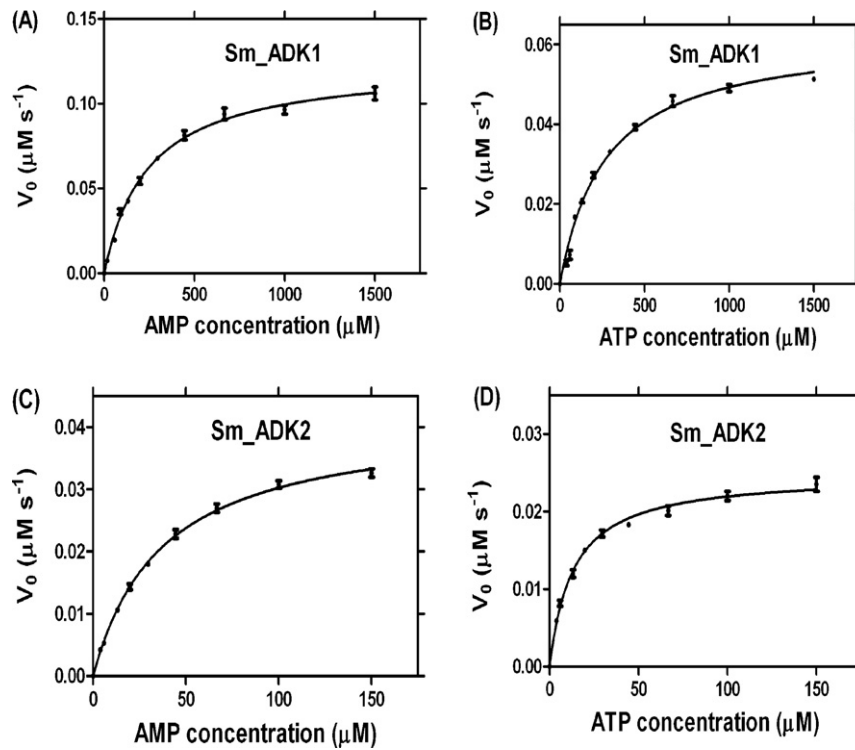 (A)
Sm_ADK1
0.15
0.10
0.05
0.00
V₀ (μM s⁻¹)
0 500 1000 1500
AMP concentration (μM)
(B)
Sm_ADK1
0.06
0.04
0.02
0.00
V₀ (μM s⁻¹)
0 500 1000 1500
ATP concentration (μM)
(C)
Sm_ADK2
0.04
0.03
0.02
0.01
0.00
V₀ (μM s⁻¹)
0 50 100 150
AMP concentration (μM)
(D)
Sm_ADK2
0.03
0.02
0.01
0.00
V₀ (μM s⁻¹)
0 50 100 150
ATP concentration (μM)